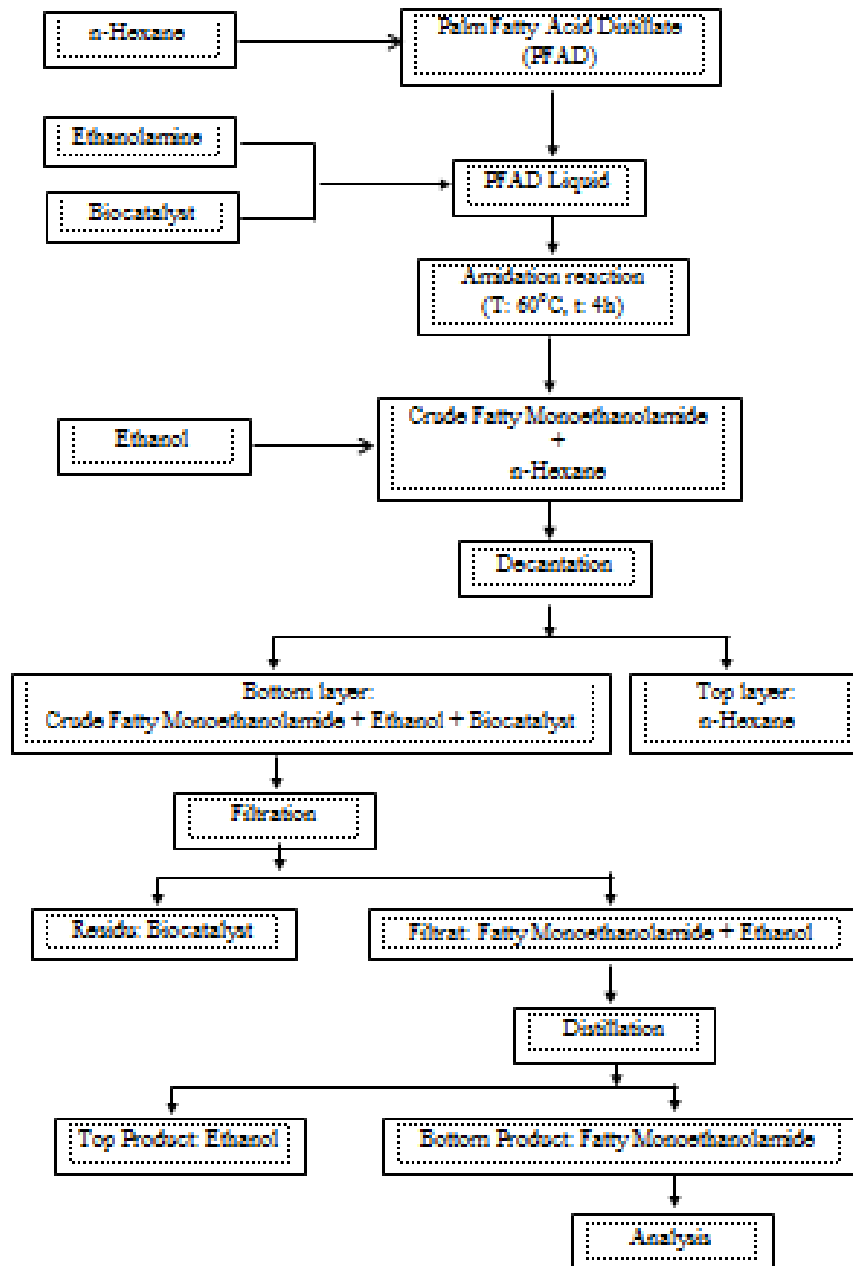 n-Hexane
Palm Fatty Acid Distillate
(PFAD)
Ethanolamine
Biocatalyst
PFAD Liquid
Amidation reaction
(T: 60°C, t: 4h)
Ethanol
Crude Fatty Monoethanolamide
+
n-Hexane
Decantation
Bottom layer:
Crude Fatty Monoethanolamide + Ethanol + Biocatalyst
Top layer:
n-Hexane
Filtration
Residu: Biocatalyst
Filtrat: Fatty Monoethanolamide + Ethanol
Distillation
Top Product: Ethanol
Bottom Product: Fatty Monoethanolamide
Analysis